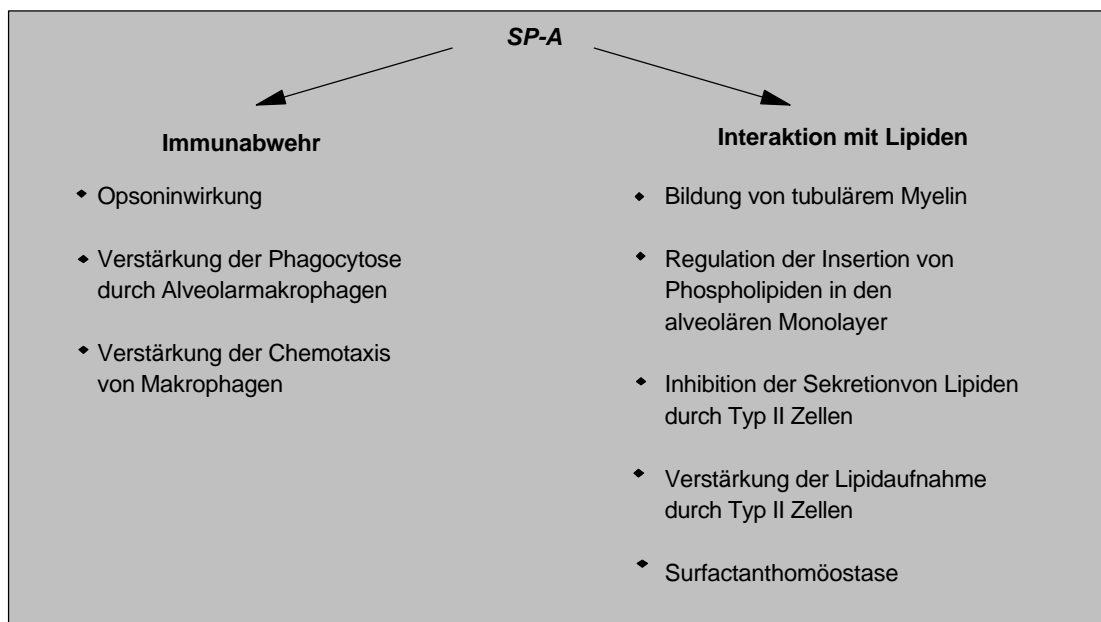 SP-A
Immunabwehr
Opsoninwirkung
Verstärkung der Phagocytose
durch Alveolarmakrophagen
Verstärkung der Chemotaxis
von Makrophagen
Interaktion mit Lipiden
Bildung von tubulärem Myelin
Regulation der Insertion von
Phospholipiden in den
alveolären Monolayer
Inhibition der Sekretionvon Lipiden
durch Typ II Zellen
Verstärkung der Lipidaufnahme
durch Typ II Zellen
Surfactanthomöostase